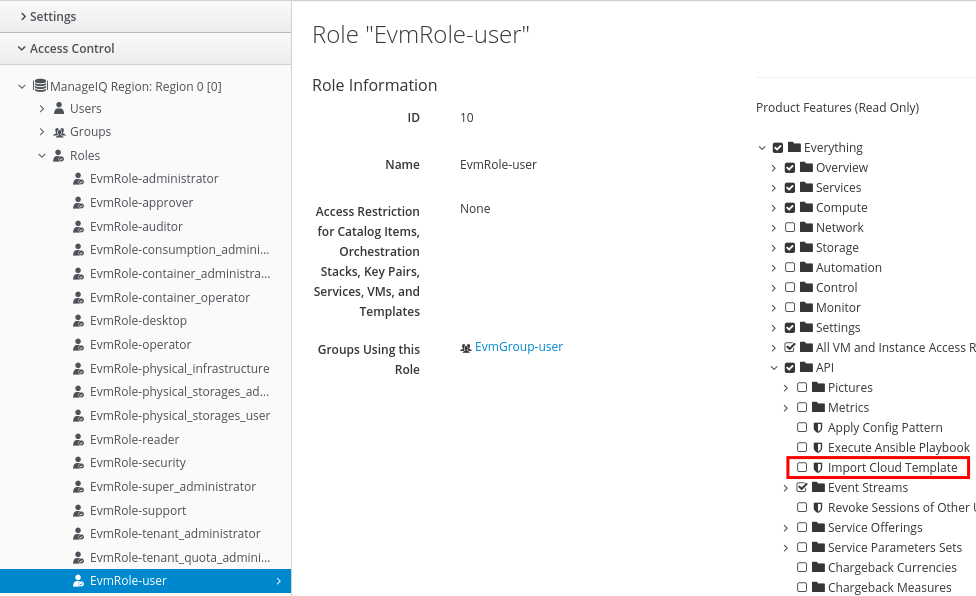 Settings
Access Control
ManageIQ Region: Region 0 [0]
Users
Groups
Roles
EvmRole-administrator
EvmRole-approver
EvmRole-auditor
EvmRole-consumption_admini...
EvmRole-container_administra...
EvmRole-container_operator
EvmRole-desktop
EvmRole-operator
EvmRole-physical_infrastructure
EvmRole-physical_storages_ad...
EvmRole-physical_storages_user
EvmRole-reader
EvmRole-security
EvmRole-super_administrator
EvmRole-support
EvmRole-tenant_administrator
EvmRole-tenant_quota_admini...
EvmRole-user
Role "EvmRole-user"
Role Information
ID 10
Name EvmRole-user
Access Restriction None
for Catalog Items,
Orchestration
Stacks, Key Pairs,
Services, VMs, and
Templates
Groups Using this EvmGroup-user
Role
Product Features (Read Only)
Everything
Overview
Services
Compute
Network
Storage
Automation
Control
Monitor
Settings
All VM and Instance Access R
API
Pictures
Metrics
Apply Config Pattern
Execute Ansible Playbook
Import Cloud Template
Event Streams
Revoke Sessions of Other
Service Offerings
Service Parameters Sets
Chargeback Currencies
Chargeback Measures